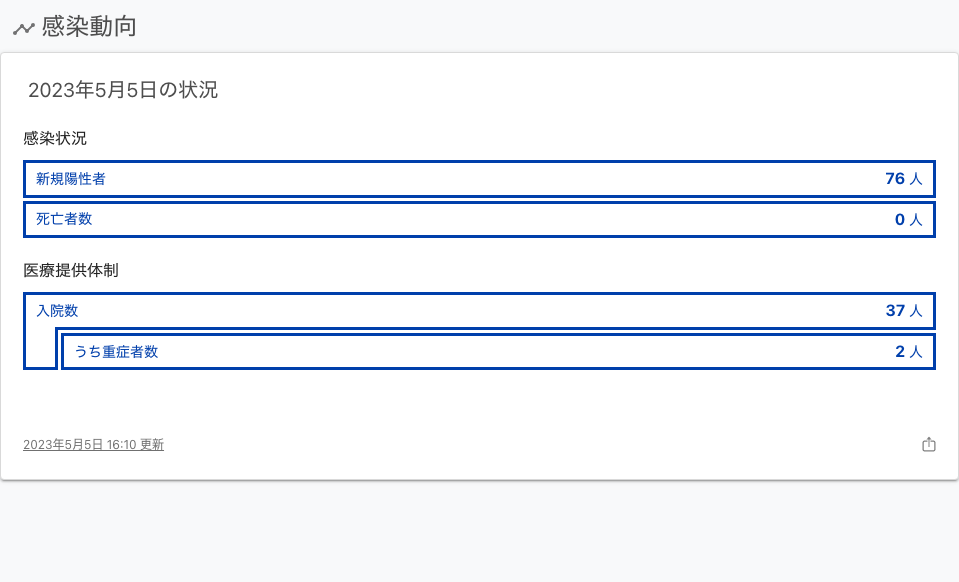 感染動向
2023年5月5日の状況
感染状況
新規陽性者 76 人
死亡者数 0 人
医療提供体制
入院数 37 人
うち重症者数 2 人
2023年5月5日 16:10 更新